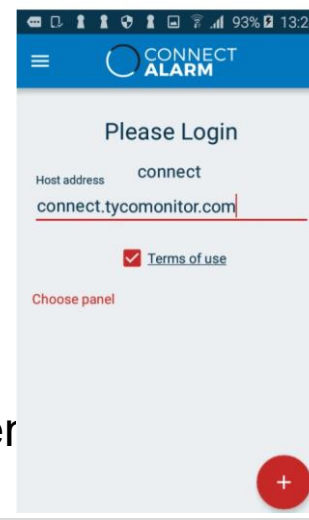 93% 13:2
CONNECT
ALARM
Please Login
Host address
connect
connect.tycomonitor.com
Terms of use
Choose panel
er
+